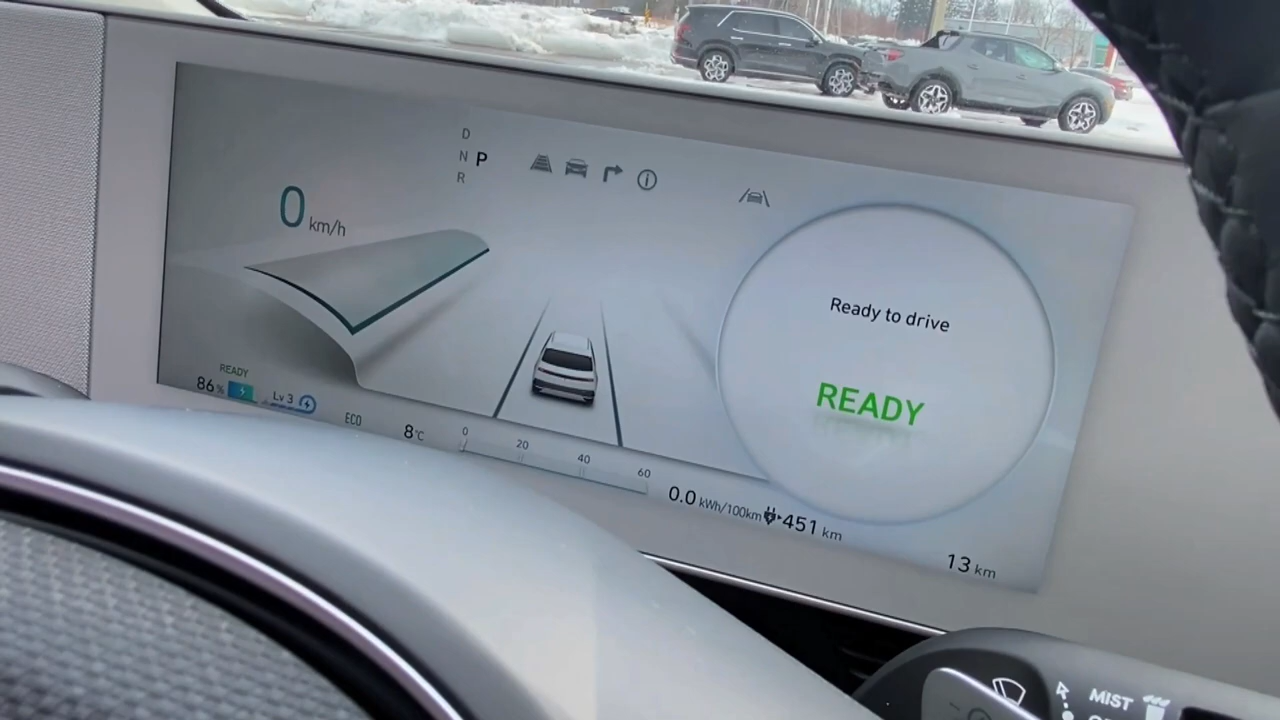 D
N P
R
0 km/h
Ready to drive
READY
READY
86%
Lv 3
ECO
8°C
0 20 40 60
0.0 kWh/100km
451 km
13 km
MIST